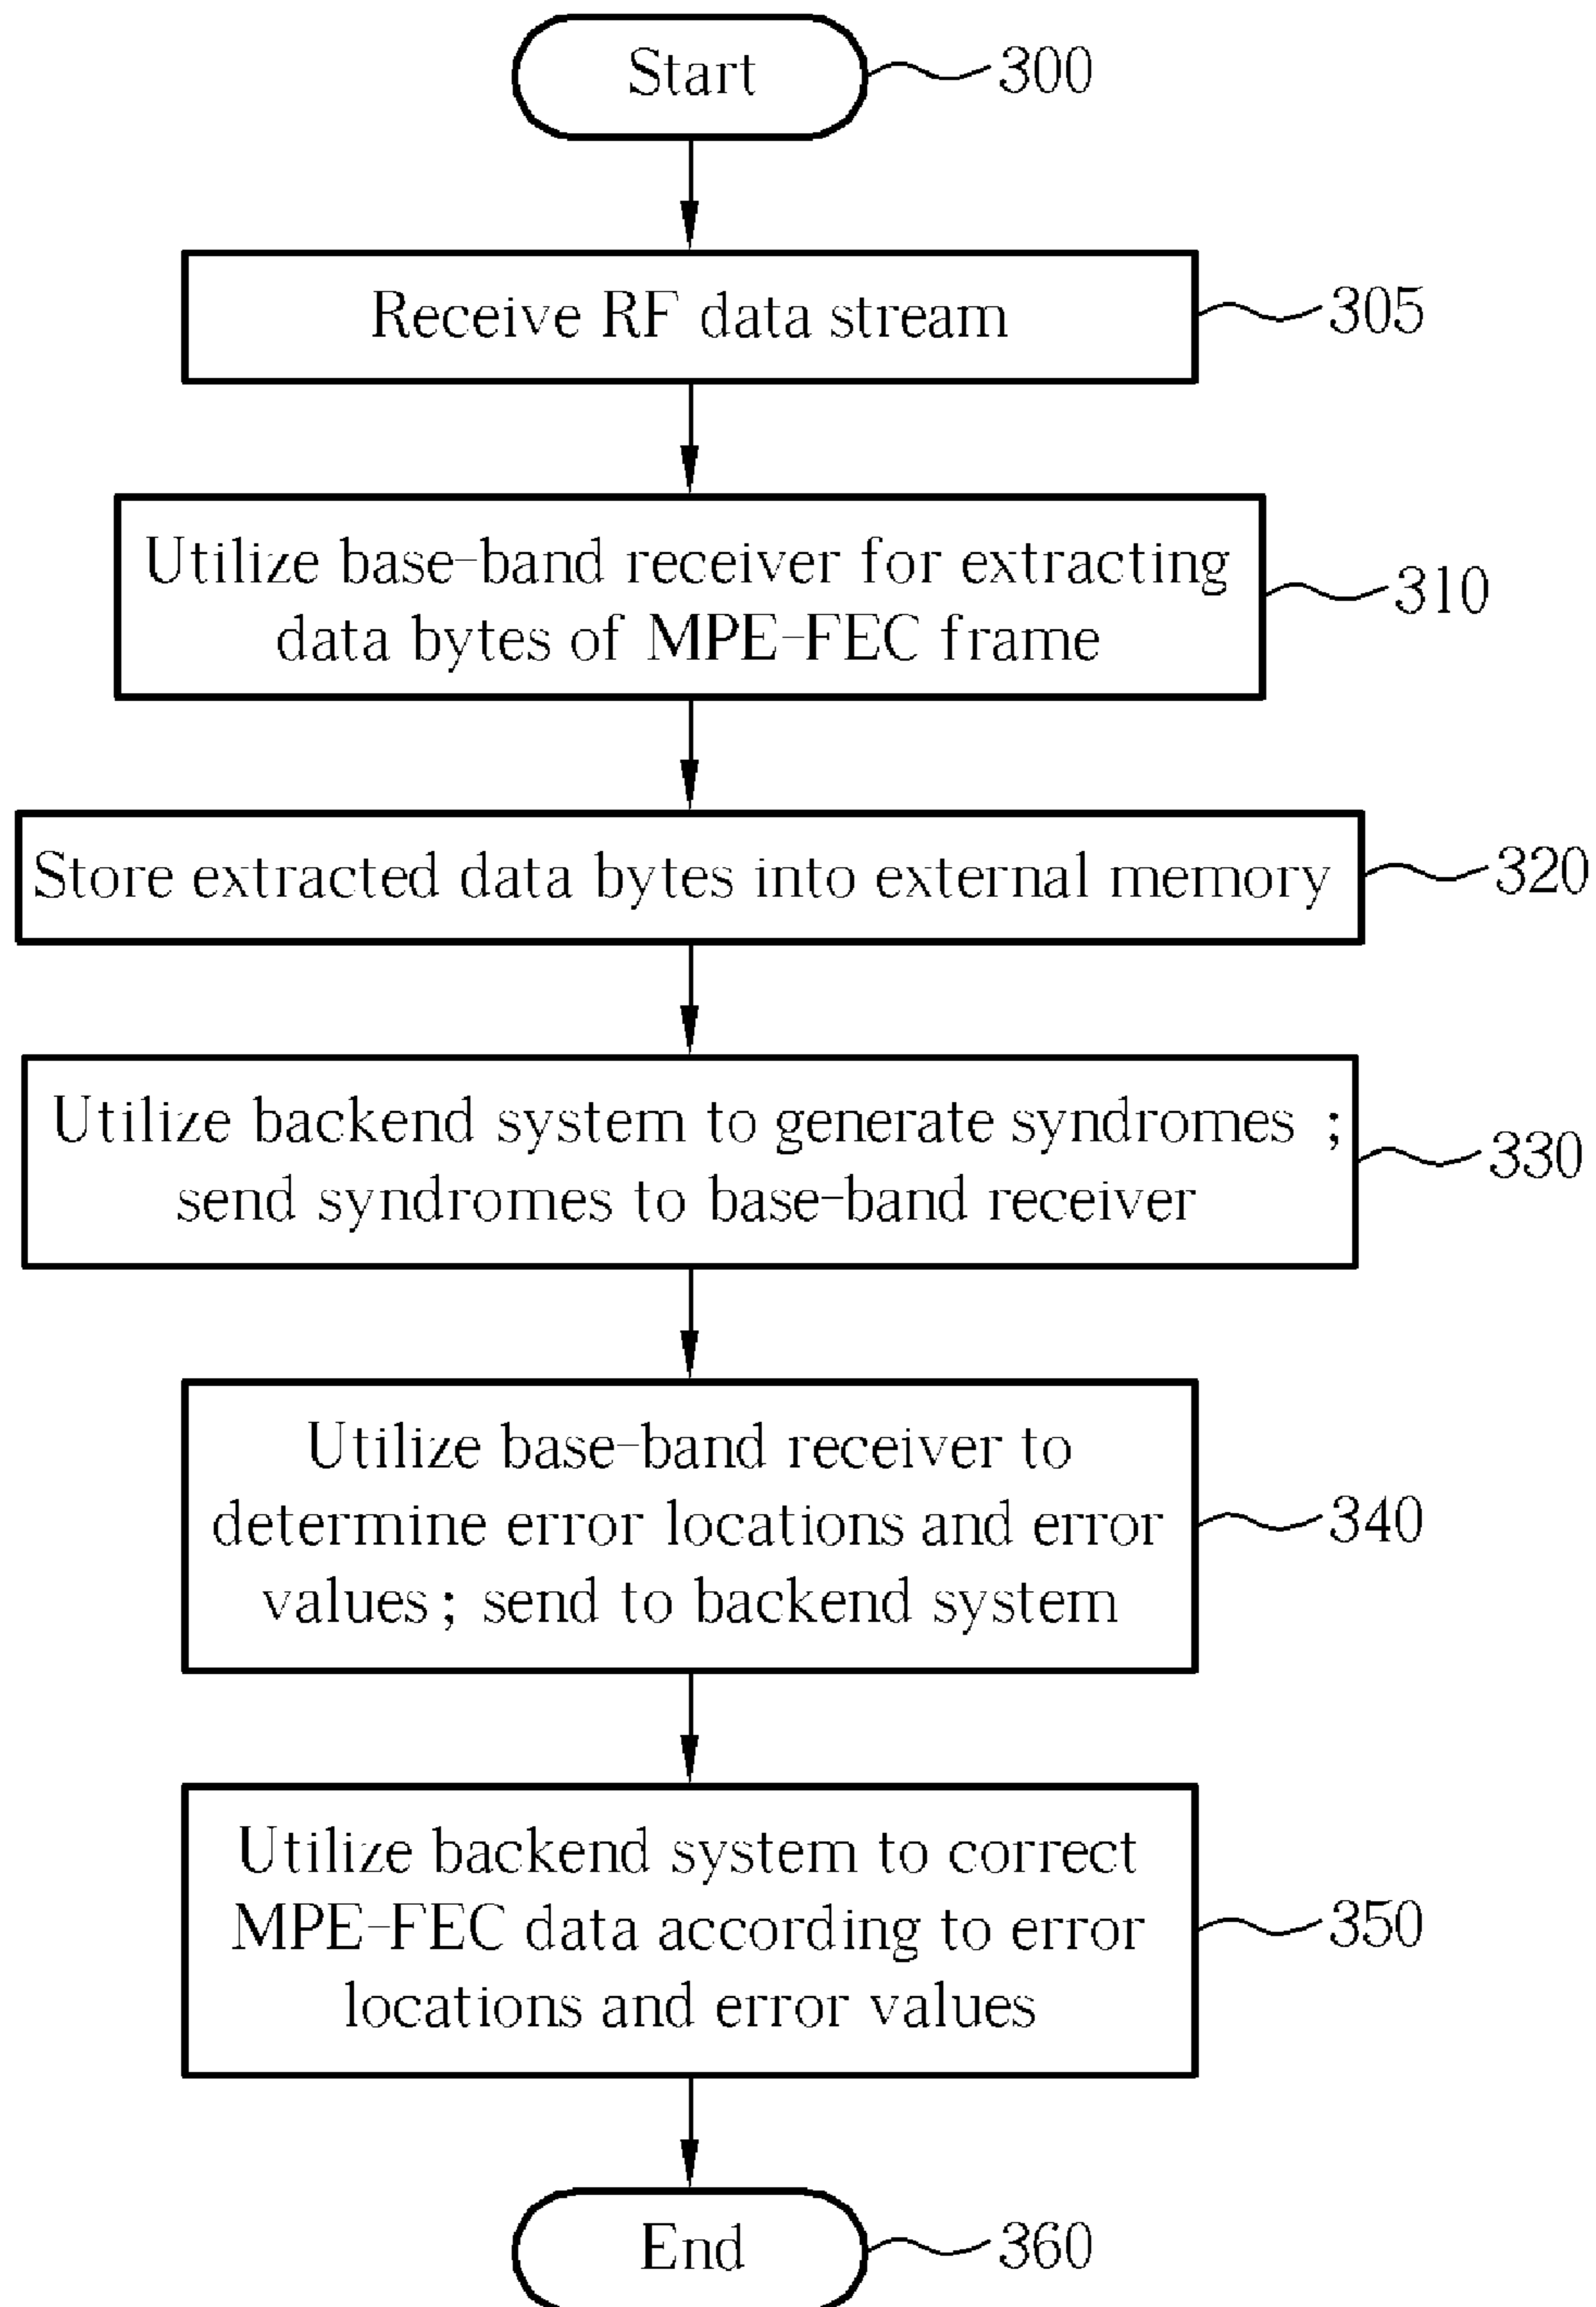 Start
300
Receive RF data stream
305
Utilize base-band receiver for extracting
data bytes of MPE-FEC frame
310
Store extracted data bytes into external memory
320
Utilize backend system to generate syndromes ;
send syndromes to base-band receiver
330
Utilize base-band receiver to
determine error locations and error
values ; send to backend system
340
Utilize backend system to correct
MPE-FEC data according to error
locations and error values
350
End
360